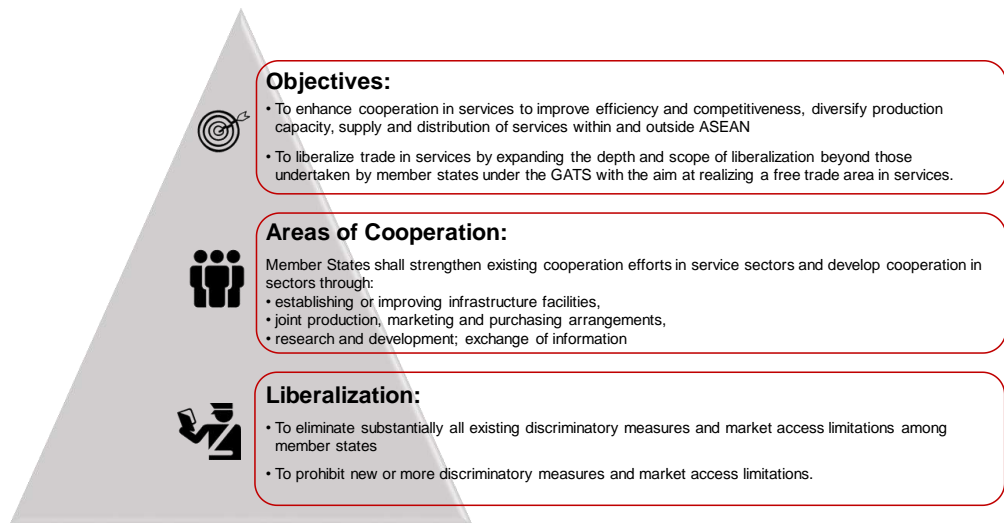 Objectives:
• To enhance cooperation in services to improve efficiency and competitiveness, diversify production
capacity, supply and distribution of services within and outside ASEAN
• To liberalize trade in services by expanding the depth and scope of liberalization beyond those
undertaken by member states under the GATS with the aim at realizing a free trade area in services.
Areas of Cooperation:
Member States shall strengthen existing cooperation efforts in service sectors and develop cooperation in
sectors through:
• establishing or improving infrastructure facilities,
• joint production, marketing and purchasing arrangements,
• research and development; exchange of information
Liberalization:
• To eliminate substantially all existing discriminatory measures and market access limitations among
member states
• To prohibit new or more discriminatory measures and market access limitations.